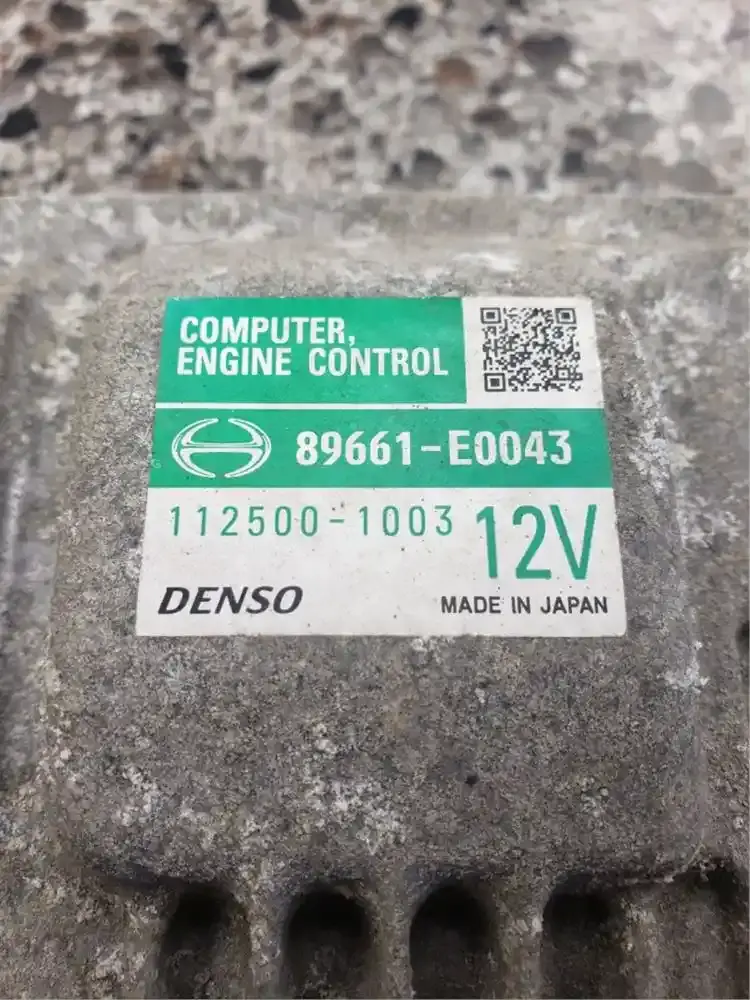 COMPUTER,
ENGINE CONTROL
89661-E0043
112500-1003 12V
DENSO MADE IN JAPAN